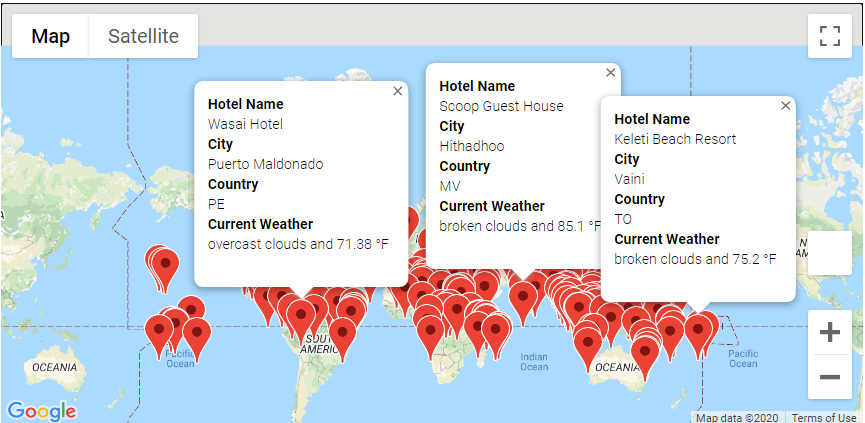 Map
Satellite
Hotel Name
Wasai Hotel
City
Puerto Maldonado
Country
PE
Current Weather
overcast clouds and 71.38 °F
Hotel Name
Scoop Guest House
City
Hithadhoo
Country
MV
Current Weather
broken clouds and 85.1 °F
Hotel Name
Keleti Beach Resort
City
Vaini
Country
TO
Current Weather
broken clouds and 75.2 °F
OCEANIA
Pacific
Ocean
Indian
Ocean
OCEANIA
Pacific
Ocean
Google
Map data ©2020
Terms of Use